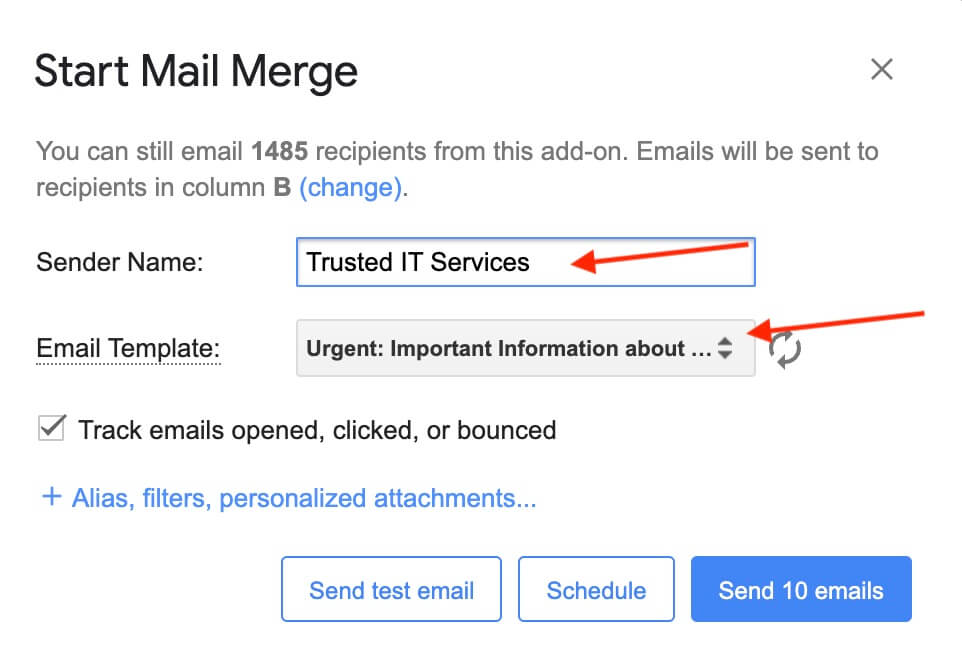 Start Mail Merge
You can still email 1485 recipients from this add-on. Emails will be sent to
recipients in column B (change).
Sender Name: Trusted IT Services
Email Template: Urgent: Important Information about ...
Track emails opened, clicked, or bounced
+ Alias, filters, personalized attachments...
Send test email Schedule Send 10 emails